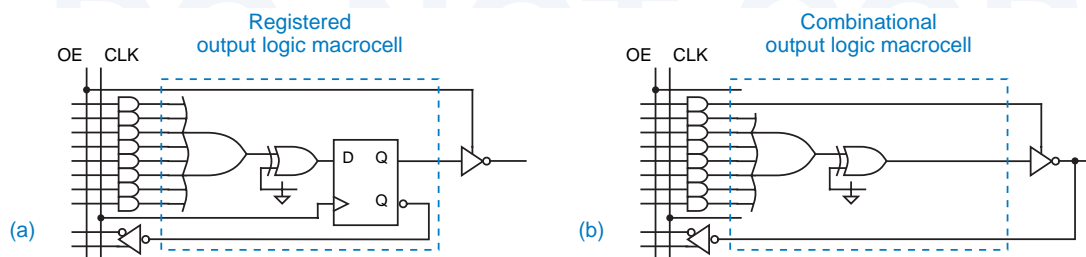 Registered
output logic macrocell
OE CLK
D Q
Q
(a)
Combinational
output logic macrocell
OE CLK
(b)